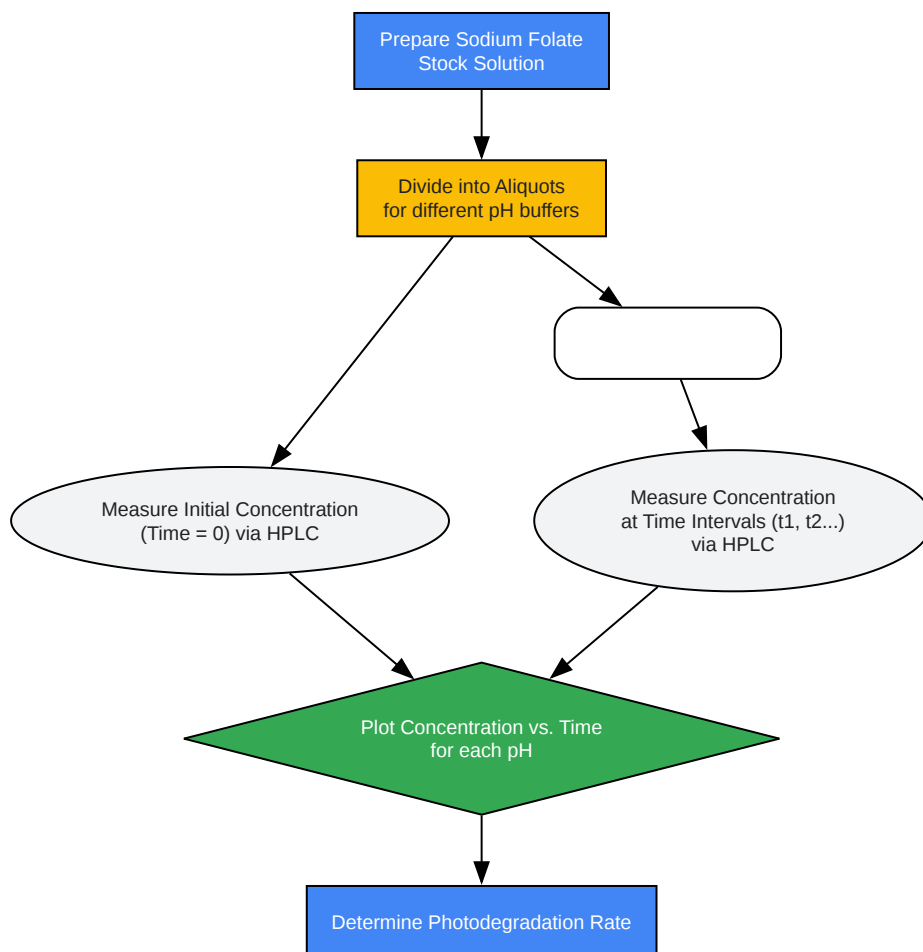 Prepare Sodium Folate
Stock Solution
Divide into Aliquots
for different pH buffers
Measure Initial Concentration
(Time = 0) via HPLC
Measure Concentration
at Time Intervals (t1, t2...)
via HPLC
Plot Concentration vs. Time
for each pH
Determine Photodegradation Rate